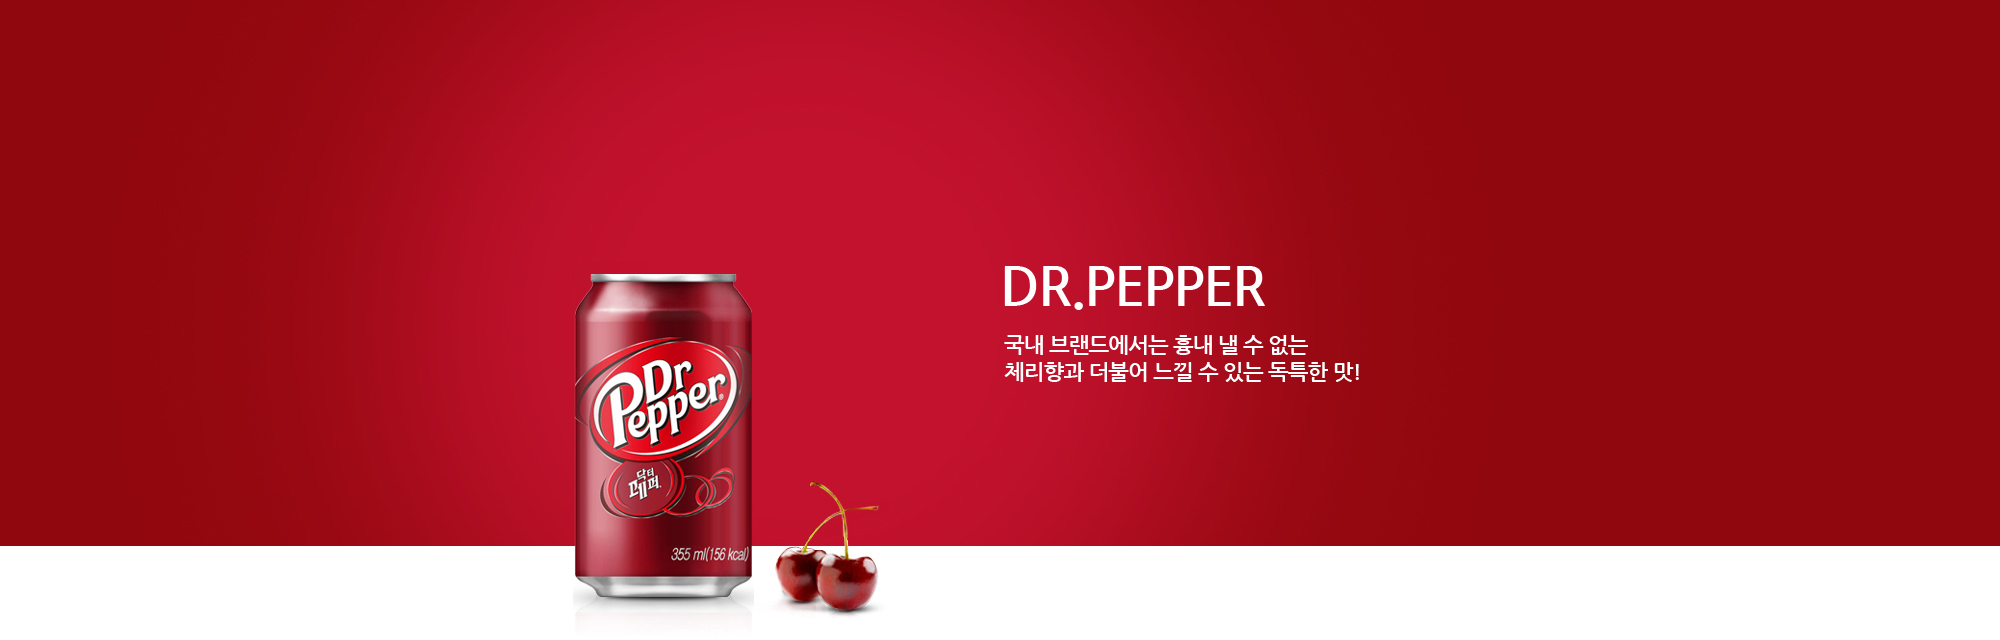 DR.PEPPER
국내 브랜드에서는 흉내 낼 수 없는
체리향과 더불어 느낄 수 있는 독특한 맛!
Dr
Pepper®
닥터
페퍼
355 ml(156 kcal)